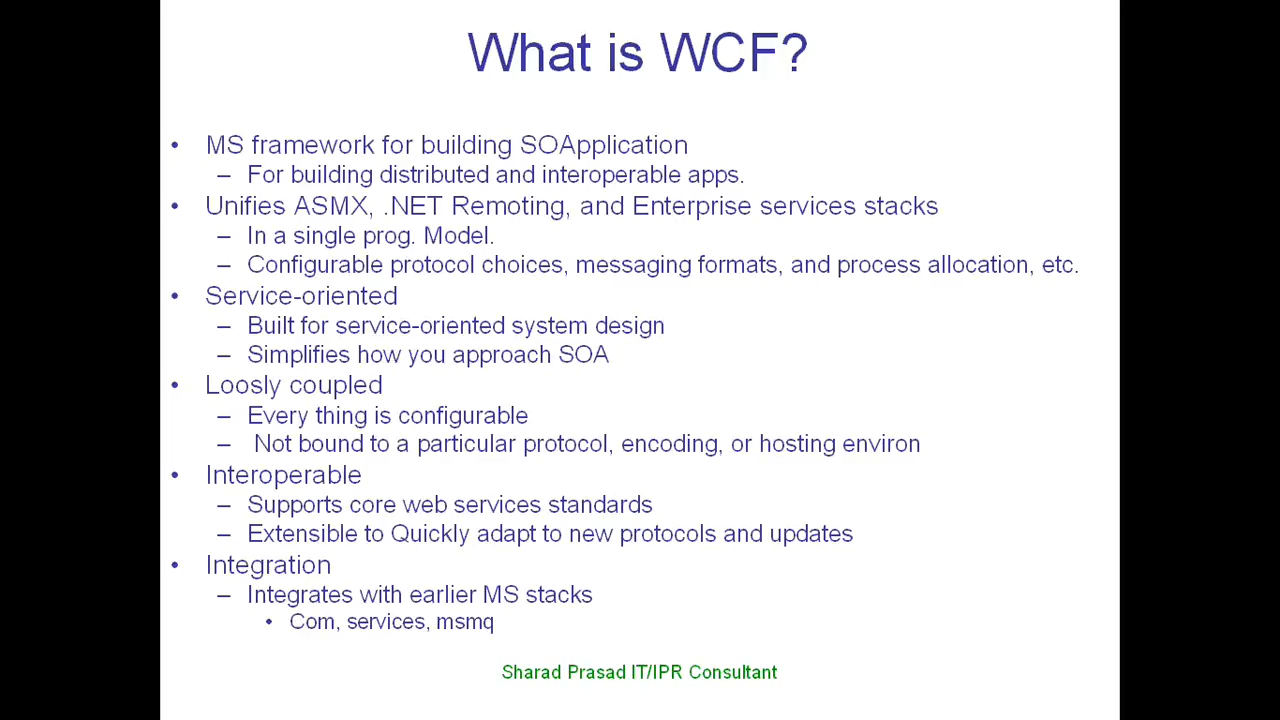 What is WCF?
• MS framework for building SOApplication
– For building distributed and interoperable apps.
• Unifies ASMX, .NET Remoting, and Enterprise services stacks
– In a single prog. Model.
– Configurable protocol choices, messaging formats, and process allocation, etc.
• Service-oriented
– Built for service-oriented system design
– Simplifies how you approach SOA
• Loosly coupled
– Every thing is configurable
– Not bound to a particular protocol, encoding, or hosting environ
• Interoperable
– Supports core web services standards
– Extensible to Quickly adapt to new protocols and updates
• Integration
– Integrates with earlier MS stacks
• Com, services, msmq
Sharad Prasad IT/IPR Consultant